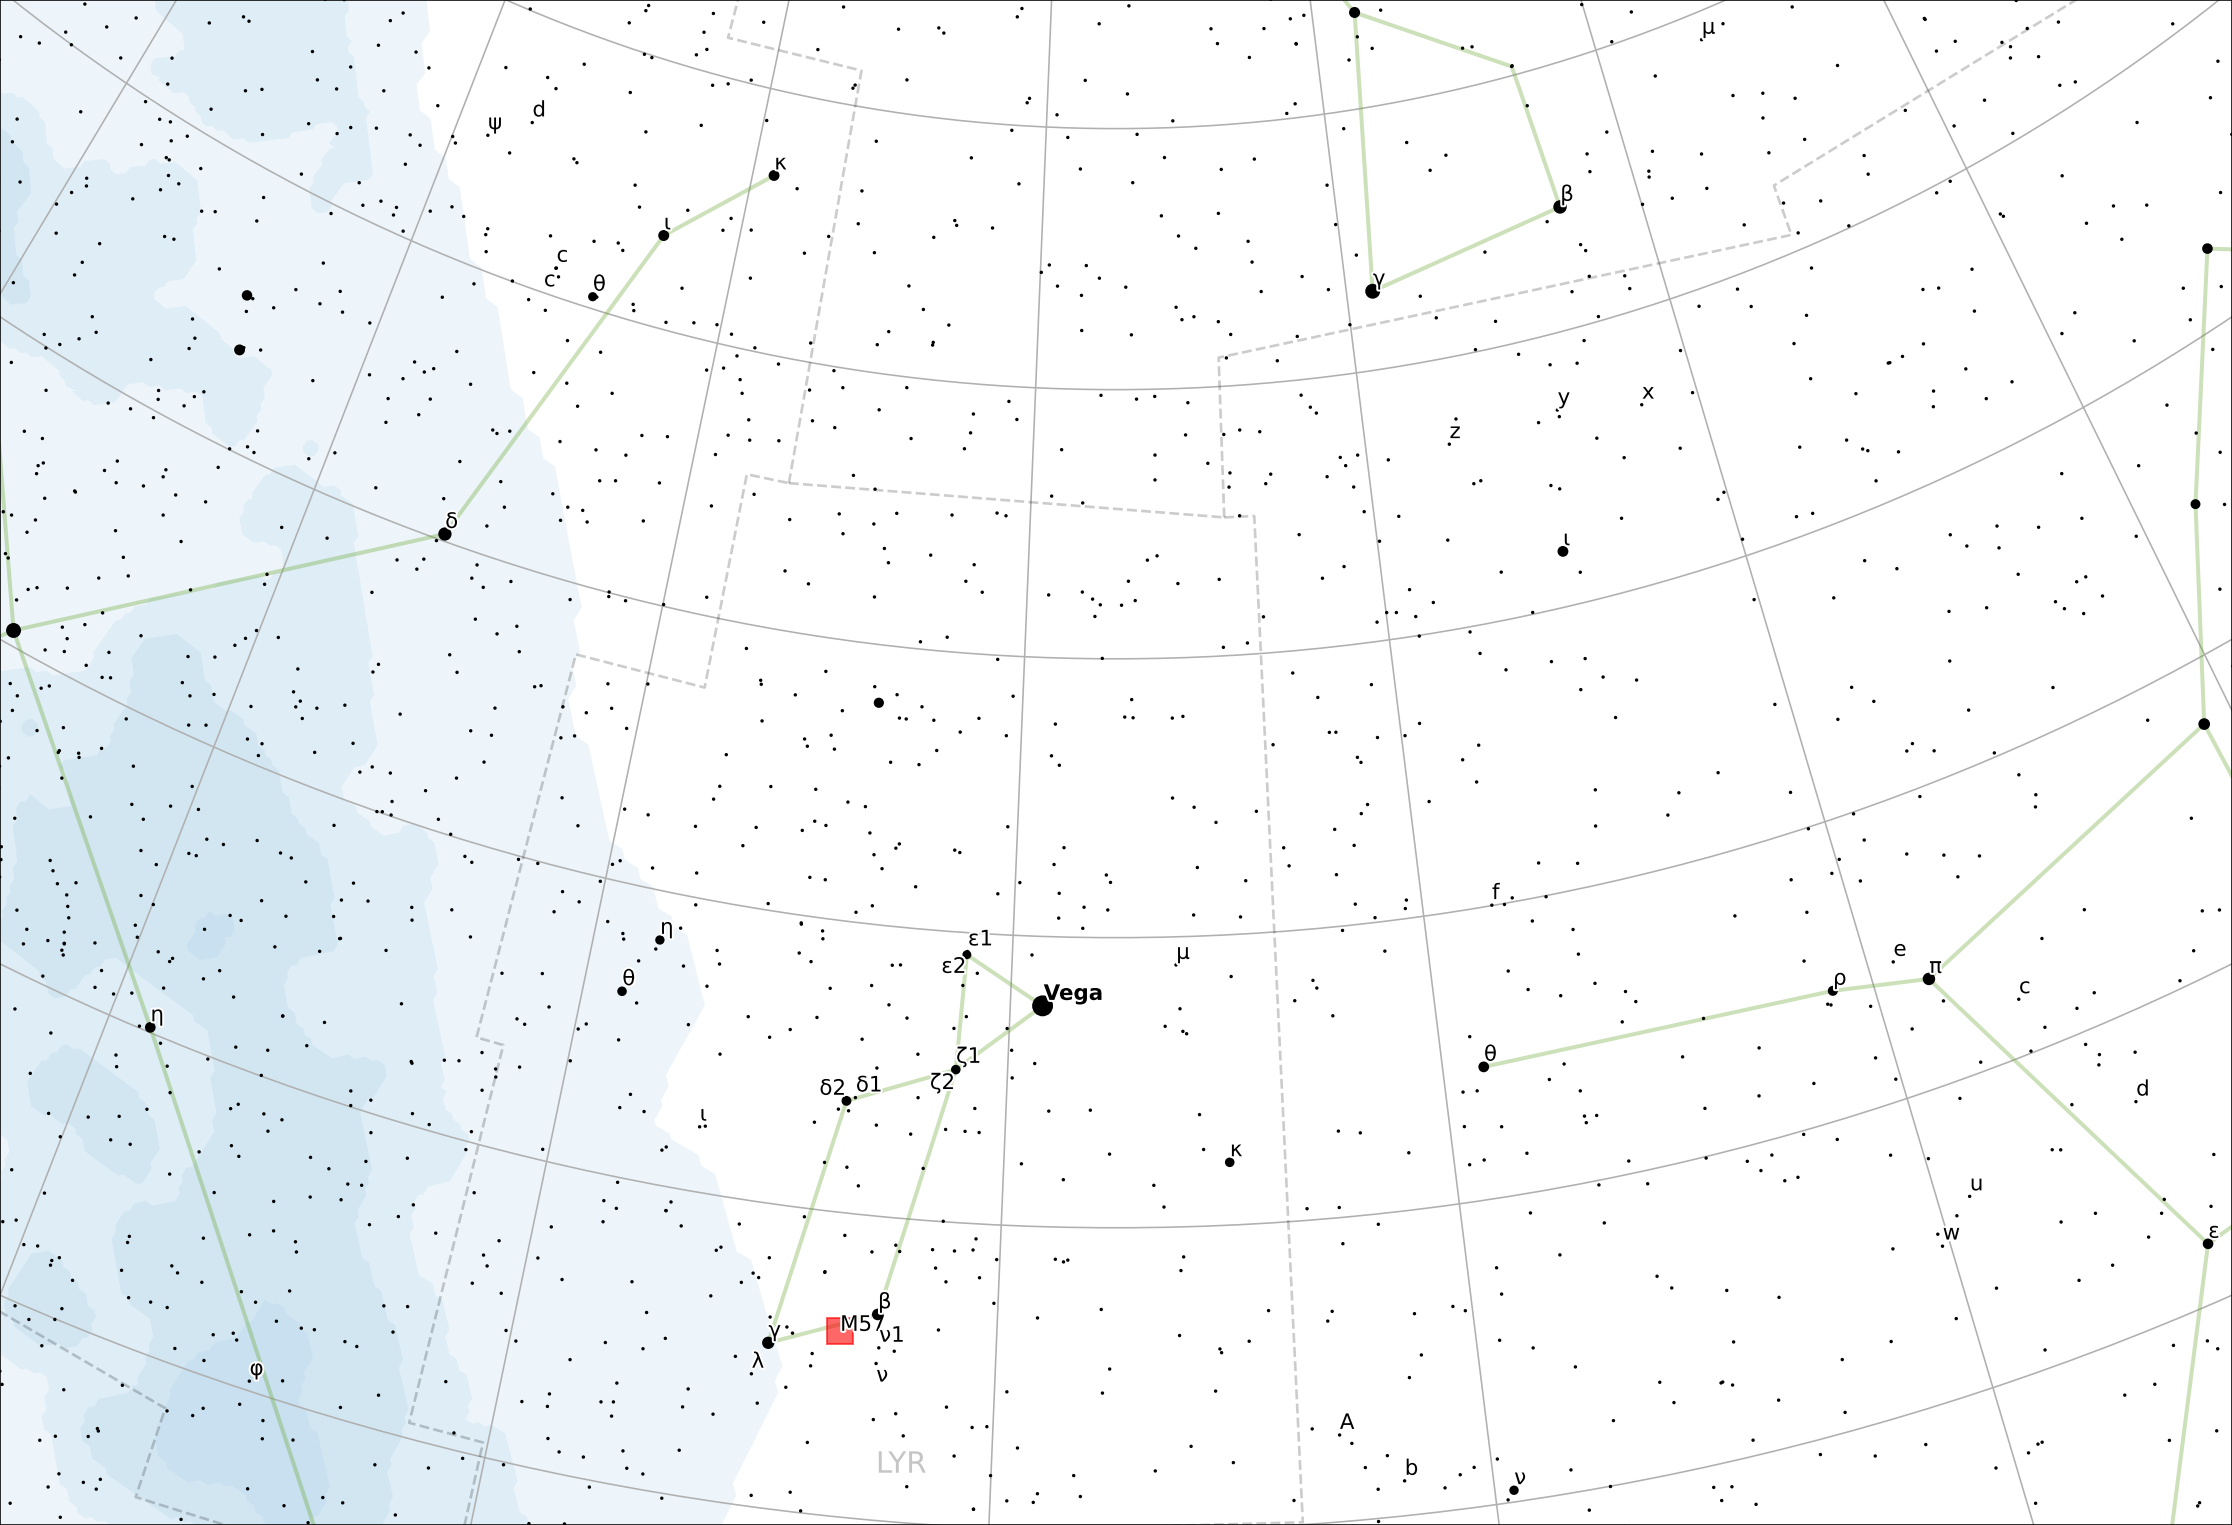 μ
d
ψ
κ
β
ι
c
c
θ
γ
x
y
z
δ
ι
f
η
ε1
e
μ
ε2
π
θ
ρ
c
Vega
η
θ
ζ1
ζ2
δ2 δ1
d
ι
κ
u
ε
w
β
M57
γ
ν1
λ
φ
ν
A
LYR
b
ν